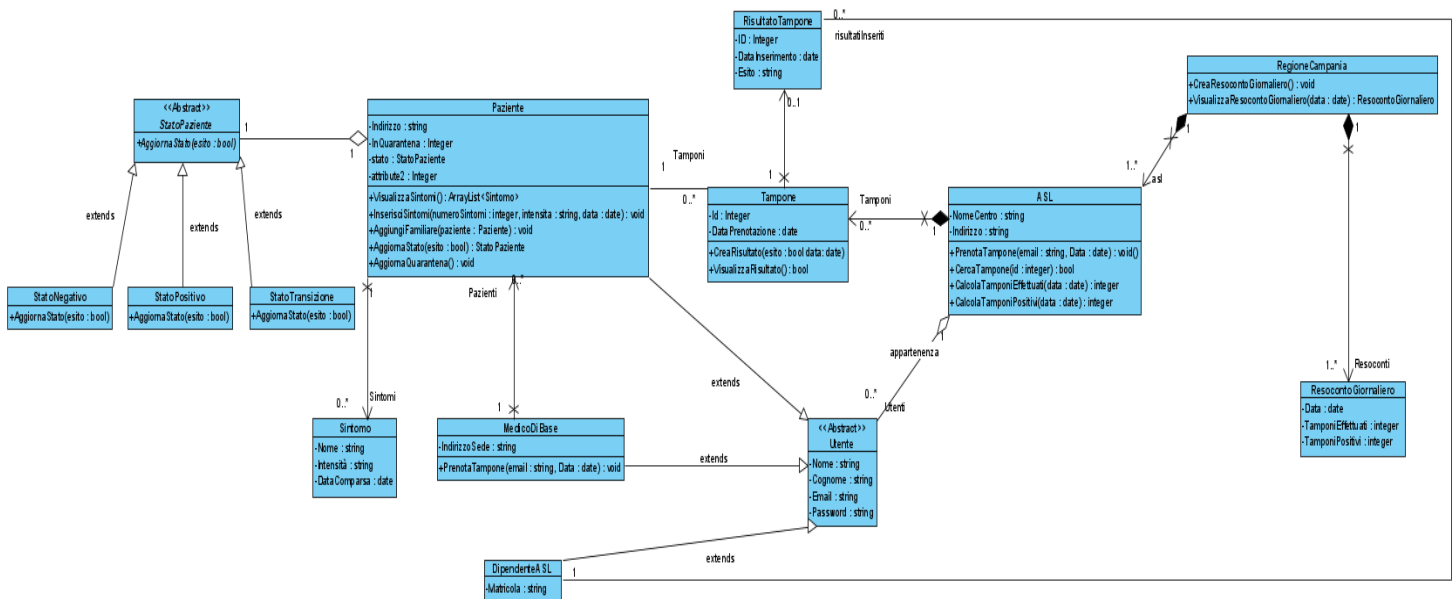 <<Abstract>>
StatoPaziente
+AggiornaStato(esito : bool)
1
1
extends
extends
extends
StatoNegativo
+AggiornaStato(esito : bool)
StatoPositivo
+AggiornaStato(esito : bool)
StatoTransizione
+AggiornaStato(esito : bool)
Paziente
-Indirizzo : string
-InQuarantena : Integer
-stato : StatoPaziente
-attribute2 : Integer
+VisualizzaSintomi() : ArrayList<Sintomo>
+InserisciSintomi(numeroSintomi : integer, intensita : string, data : date) : void
+AggiungiFamiliare(paziente : Paziente) : void
+AggiornaStato(esito : bool) : StatoPaziente
+AggiornaQuarantena() : void
1
Tamponi
0..*
1
0..*
Sintomi
Pazienti
0..*
1
Sintomo
-Nome : string
-Intensità : string
-DataComparsa : date
MedicoDiBase
-IndirizzoSede : string
+PrenotaTampone(email : string, Data : date) : void
extends
extends
extends
RisultatoTampone
-ID : Integer
-DataInserimento : date
-Esito : string
0..*
risultatiInseriti
0..1
1
Tampone
-Id : Integer
-DataPrenotazione : date
+CreaRisultato(esito : bool data: date)
+VisualizzaRisultato() : bool
Tamponi
0..*
1
ASL
-NomeCentro : string
-Indirizzo : string
+PrenotaTampone(email : string, Data : date) : void()
+CercaTampone(id : integer) : bool
+CalcolaTamponiEffettuati(data : date) : integer
+CalcolaTamponiPositivi(data : date) : integer
1
appartenenza
0..*
Utenti
<<Abstract>>
Utente
-Nome : string
-Cognome : string
-Email : string
-Password : string
DipendenteASL
-Matricola : string
1
RegioneCampania
+CreaResocontoGiornaliero() : void
+VisualizzaResocontoGiornaliero(data : date) : ResocontoGiornaliero
1
1..*
asl
1
1..*
Resoconti
ResocontoGiornaliero
-Data : date
-TamponiEffettuati : integer
-TamponiPositivi : integer